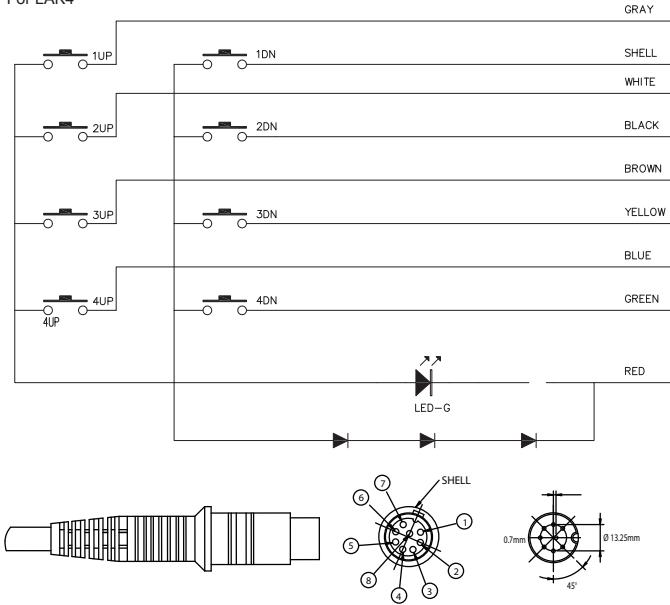 GRAY
1UP
1DN
SHELL
WHITE
2UP
2DN
BLACK
BROWN
3UP
3DN
YELLOW
BLUE
4UP
4UP
4DN
GREEN
RED
LED-G
SHELL
7
6
1
5
2
8
4
3
0.7mm
Ø 13.25mm
45°